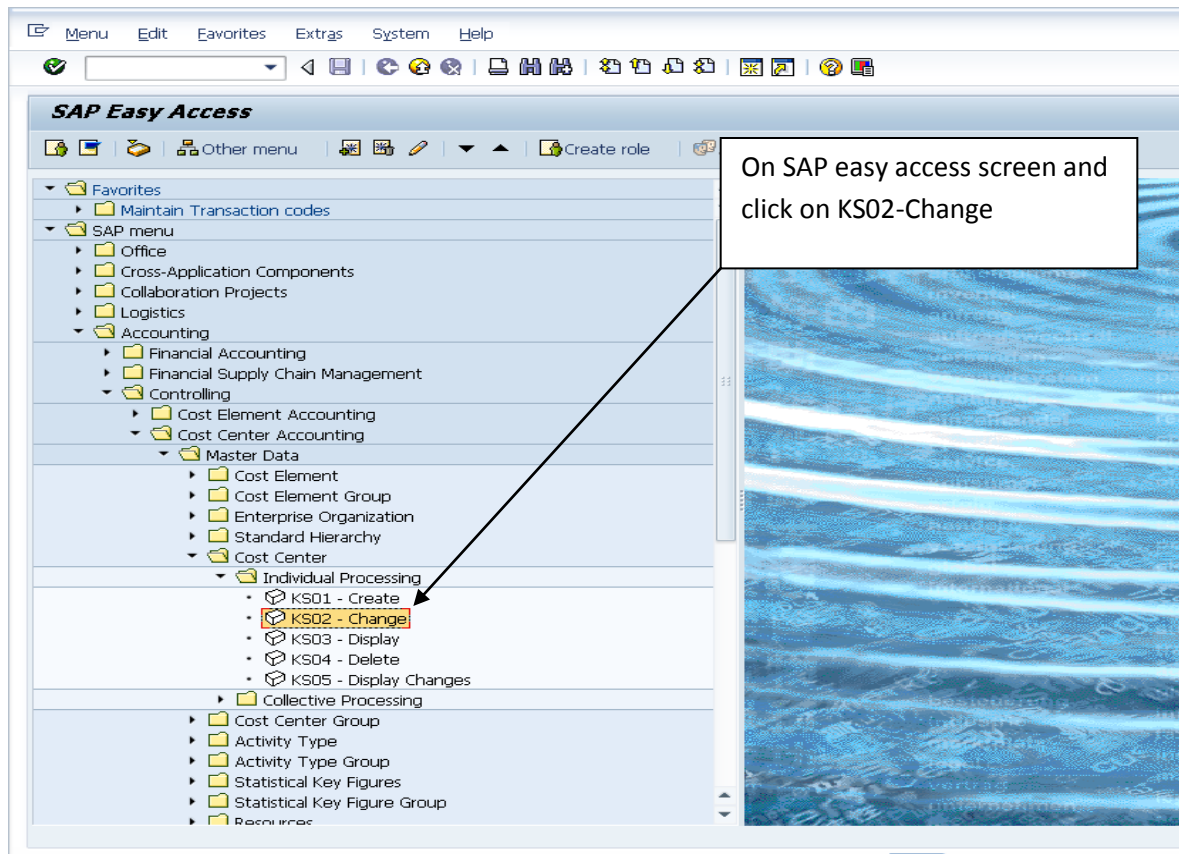 Menu Edit Favorites Extras System Help
SAP Easy Access
Other menu Create role
On SAP easy access screen and
click on KS02-Change
Favorites
Maintain Transaction codes
SAP menu
Office
Cross-Application Components
Collaboration Projects
Logistics
Accounting
Financial Accounting
Financial Supply Chain Management
Controlling
Cost Element Accounting
Cost Center Accounting
Master Data
Cost Element
Cost Element Group
Enterprise Organization
Standard Hierarchy
Cost Center
Individual Processing
KS01 - Create
KS02 - Change
KS03 - Display
KS04 - Delete
KS05 - Display Changes
Collective Processing
Cost Center Group
Activity Type
Activity Type Group
Statistical Key Figures
Statistical Key Figure Group
Resources